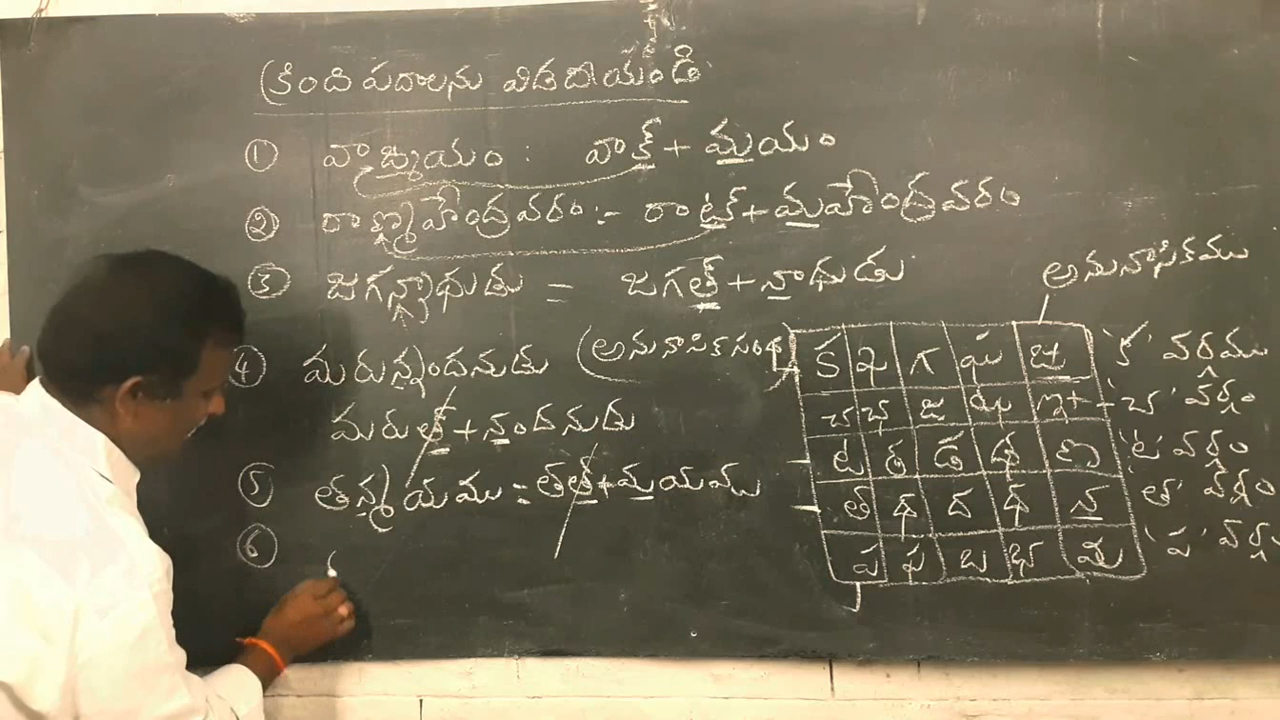 క్రింది పదాలను విడదీయండి
① వాఙ్మయం : వాక్ + మయం
② రాణ్మహేంద్రవరం :- రాట్ + మహేంద్రవరం
③ జగన్నాథుడు = జగత్ + నాథుడు
④ మరున్నందనుడు (అనునాసిక సంధి)
మరుత్ + నందనుడు
⑤ తన్మయము = తత్ + మయము
⑥
అనునాసికము
క ఖ గ ఘ ఙ 'క' వర్గము
చ ఛ జ ఝ ఞ 'చ' వర్గం
ట ఠ డ ఢ ణ 'ట' వర్గం
త థ ద ధ న 'త' వర్గం
ప ఫ బ భ మ 'ప' వర్గ